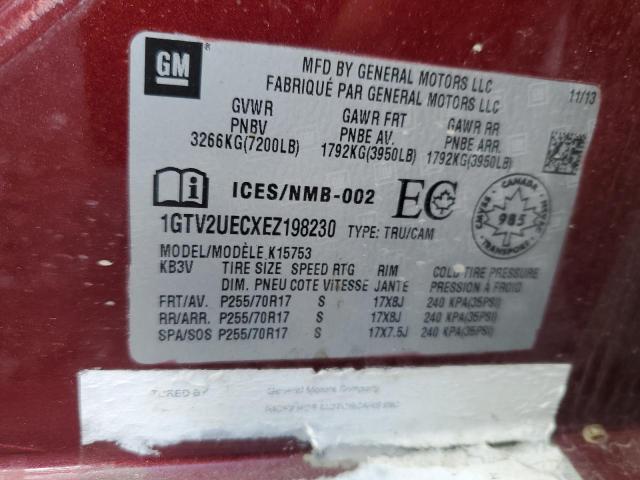 GM
MFD BY GENERAL MOTORS LLC
FABRIQUÉ PAR GENERAL MOTORS LLC
11/13
GVWR GAWR FRT GAWR RR
PNBV PNBE AV. PNBE ARR.
3266KG(7200LB) 1792KG(3950LB) 1792KG(3950LB)
ICES/NMB-002 EC
CANADA
985
1GTV2UECXEZ198230 TYPE: TRU/CAM
MODEL/MODÈLE K15753
KB3V TIRE SIZE SPEED RTG RIM COLD TIRE PRESSURE
DIM. PNEU COTE VITESSE JANTE PRESSION À FROID
FRT/AV. P255/70R17 S 17X8J 240 KPA(35PSI)
RR/ARR. P255/70R17 S 17X8J 240 KPA(35PSI)
SPA/SOS P255/70R17 S 17X7.5J 240 KPA(35PSI)
General Motors Company